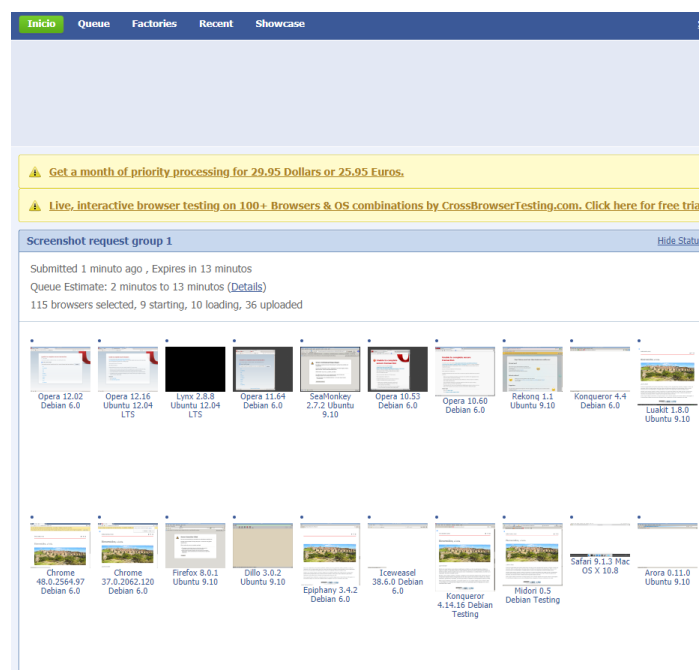 Inicio Queue Factories Recent Showcase
Get a month of priority processing for 29.95 Dollars or 25.95 Euros.
Live, interactive browser testing on 100+ Browsers & OS combinations by CrossBrowserTesting.com. Click here for free tria
Screenshot request group 1 Hide Statu
Submitted 1 minuto ago , Expires in 13 minutos
Queue Estimate: 2 minutos to 13 minutos (Details)
115 browsers selected, 9 starting, 10 loading, 36 uploaded
Opera 12.02 Debian 6.0
Opera 12.16 Ubuntu 12.04 LTS
Lynx 2.8.8 Ubuntu 12.04 LTS
Opera 11.64 Debian 6.0
SeaMonkey 2.7.2 Ubuntu 9.10
Opera 10.53 Debian 6.0
Opera 10.60 Debian 6.0
Rekonq 1.1 Ubuntu 9.10
Konqueror 4.4 Debian 6.0
Luakit 1.8.0 Ubuntu 9.10
Chrome 48.0.2564.97 Debian 6.0
Chrome 37.0.2062.120 Debian 6.0
Firefox 8.0.1 Ubuntu 9.10
Dillo 3.0.2 Ubuntu 9.10
Epiphany 3.4.2 Debian 6.0
Iceweasel 38.6.0 Debian 6.0
Konqueror 4.14.16 Debian Testing
Midori 0.5 Debian Testing
Safari 9.1.3 Mac OS X 10.8
Arora 0.11.0 Ubuntu 9.10